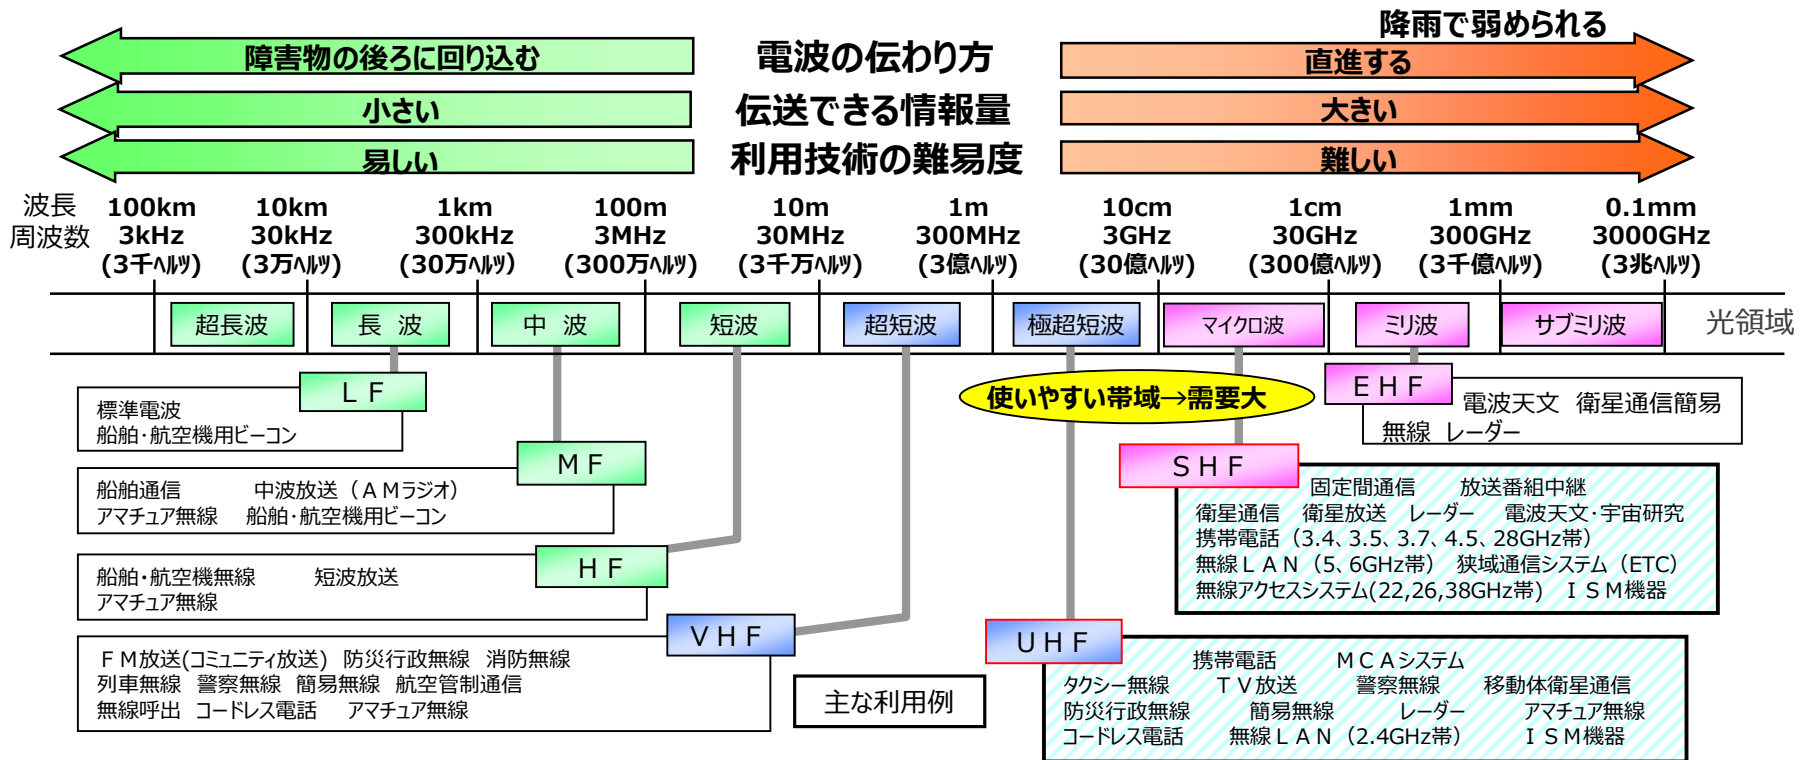 降雨で弱められる
障害物の後ろに回り込む 電波の伝わり方 直進する
小さい 伝送できる情報量 大きい
易しい 利用技術の難易度 難しい
波長 100km 10km 1km 100m 10m 1m 10cm 1cm 1mm 0.1mm
周波数 3kHz 30kHz 300kHz 3MHz 30MHz 300MHz 3GHz 30GHz 300GHz 3000GHz
(3千ヘルツ) (3万ヘルツ) (30万ヘルツ) (300万ヘルツ) (3千万ヘルツ) (3億ヘルツ) (30億ヘルツ) (300億ヘルツ) (3千億ヘルツ) (3兆ヘルツ)
超長波 長 波 中 波 短波 超短波 極超短波 マイクロ波 ミリ波 サブミリ波 光領域
ＬＦ
標準電波
船舶・航空機用ビーコン
使いやすい帯域→需要大
ＥＨＦ
電波天文 衛星通信簡易
無線 レーダー
ＭＦ
船舶通信 中波放送（ＡＭラジオ）
アマチュア無線 船舶・航空機用ビーコン
ＳＨＦ
固定間通信 放送番組中継
衛星通信 衛星放送 レーダー 電波天文・宇宙研究
携帯電話（3.4、3.5、3.7、4.5、28GHz帯）
無線ＬＡＮ（5、6GHz帯） 狭域通信システム（ETC）
無線アクセスシステム(22,26,38GHz帯) ＩＳＭ機器
ＨＦ
船舶・航空機無線 短波放送
アマチュア無線
ＶＨＦ
ＦＭ放送(コミュニティ放送) 防災行政無線 消防無線
列車無線 警察無線 簡易無線 航空管制通信
無線呼出 コードレス電話 アマチュア無線
主な利用例
ＵＨＦ
携帯電話 ＭＣＡシステム
タクシー無線 ＴＶ放送 警察無線 移動体衛星通信
防災行政無線 簡易無線 レーダー アマチュア無線
コードレス電話 無線ＬＡＮ（2.4GHz帯） ＩＳＭ機器